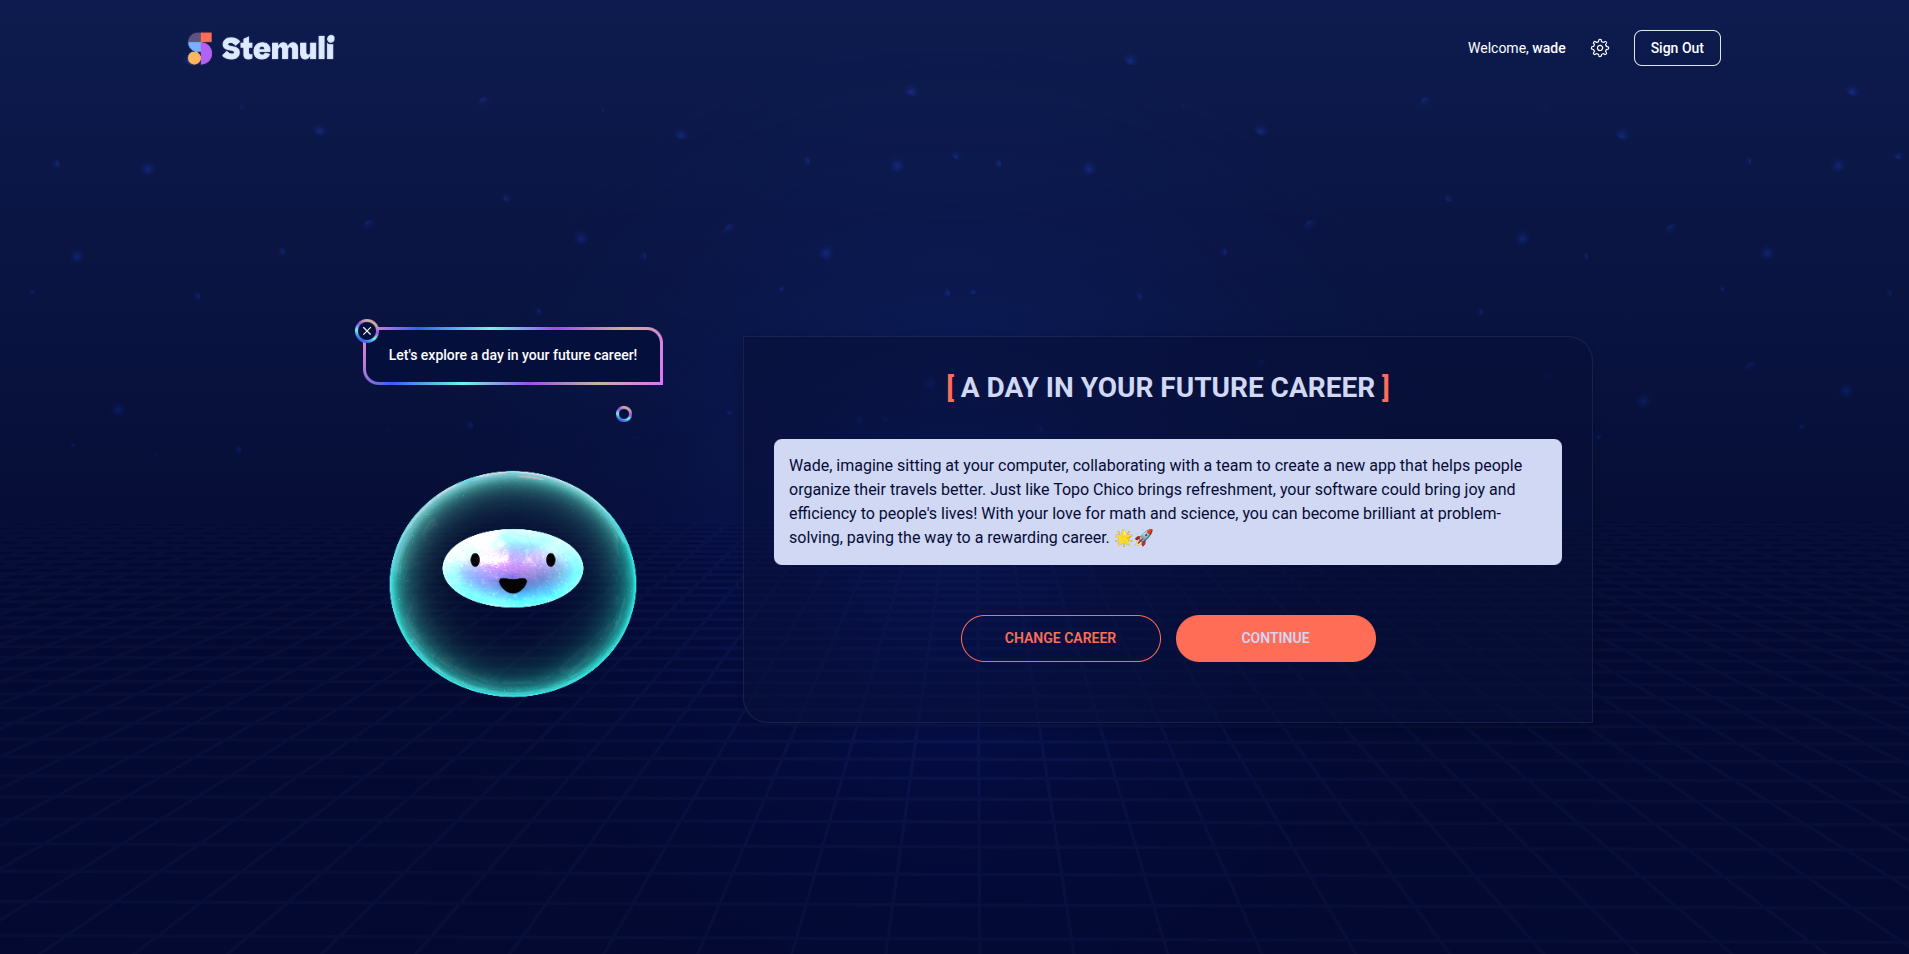 Stemuli
Welcome, wade
Sign Out
Let's explore a day in your future career!
[ A DAY IN YOUR FUTURE CAREER ]
Wade, imagine sitting at your computer, collaborating with a team to create a new app that helps people
organize their travels better. Just like Topo Chico brings refreshment, your software could bring joy and
efficiency to people's lives! With your love for math and science, you can become brilliant at problem-
solving, paving the way to a rewarding career. 🌟🚀
CHANGE CAREER
CONTINUE